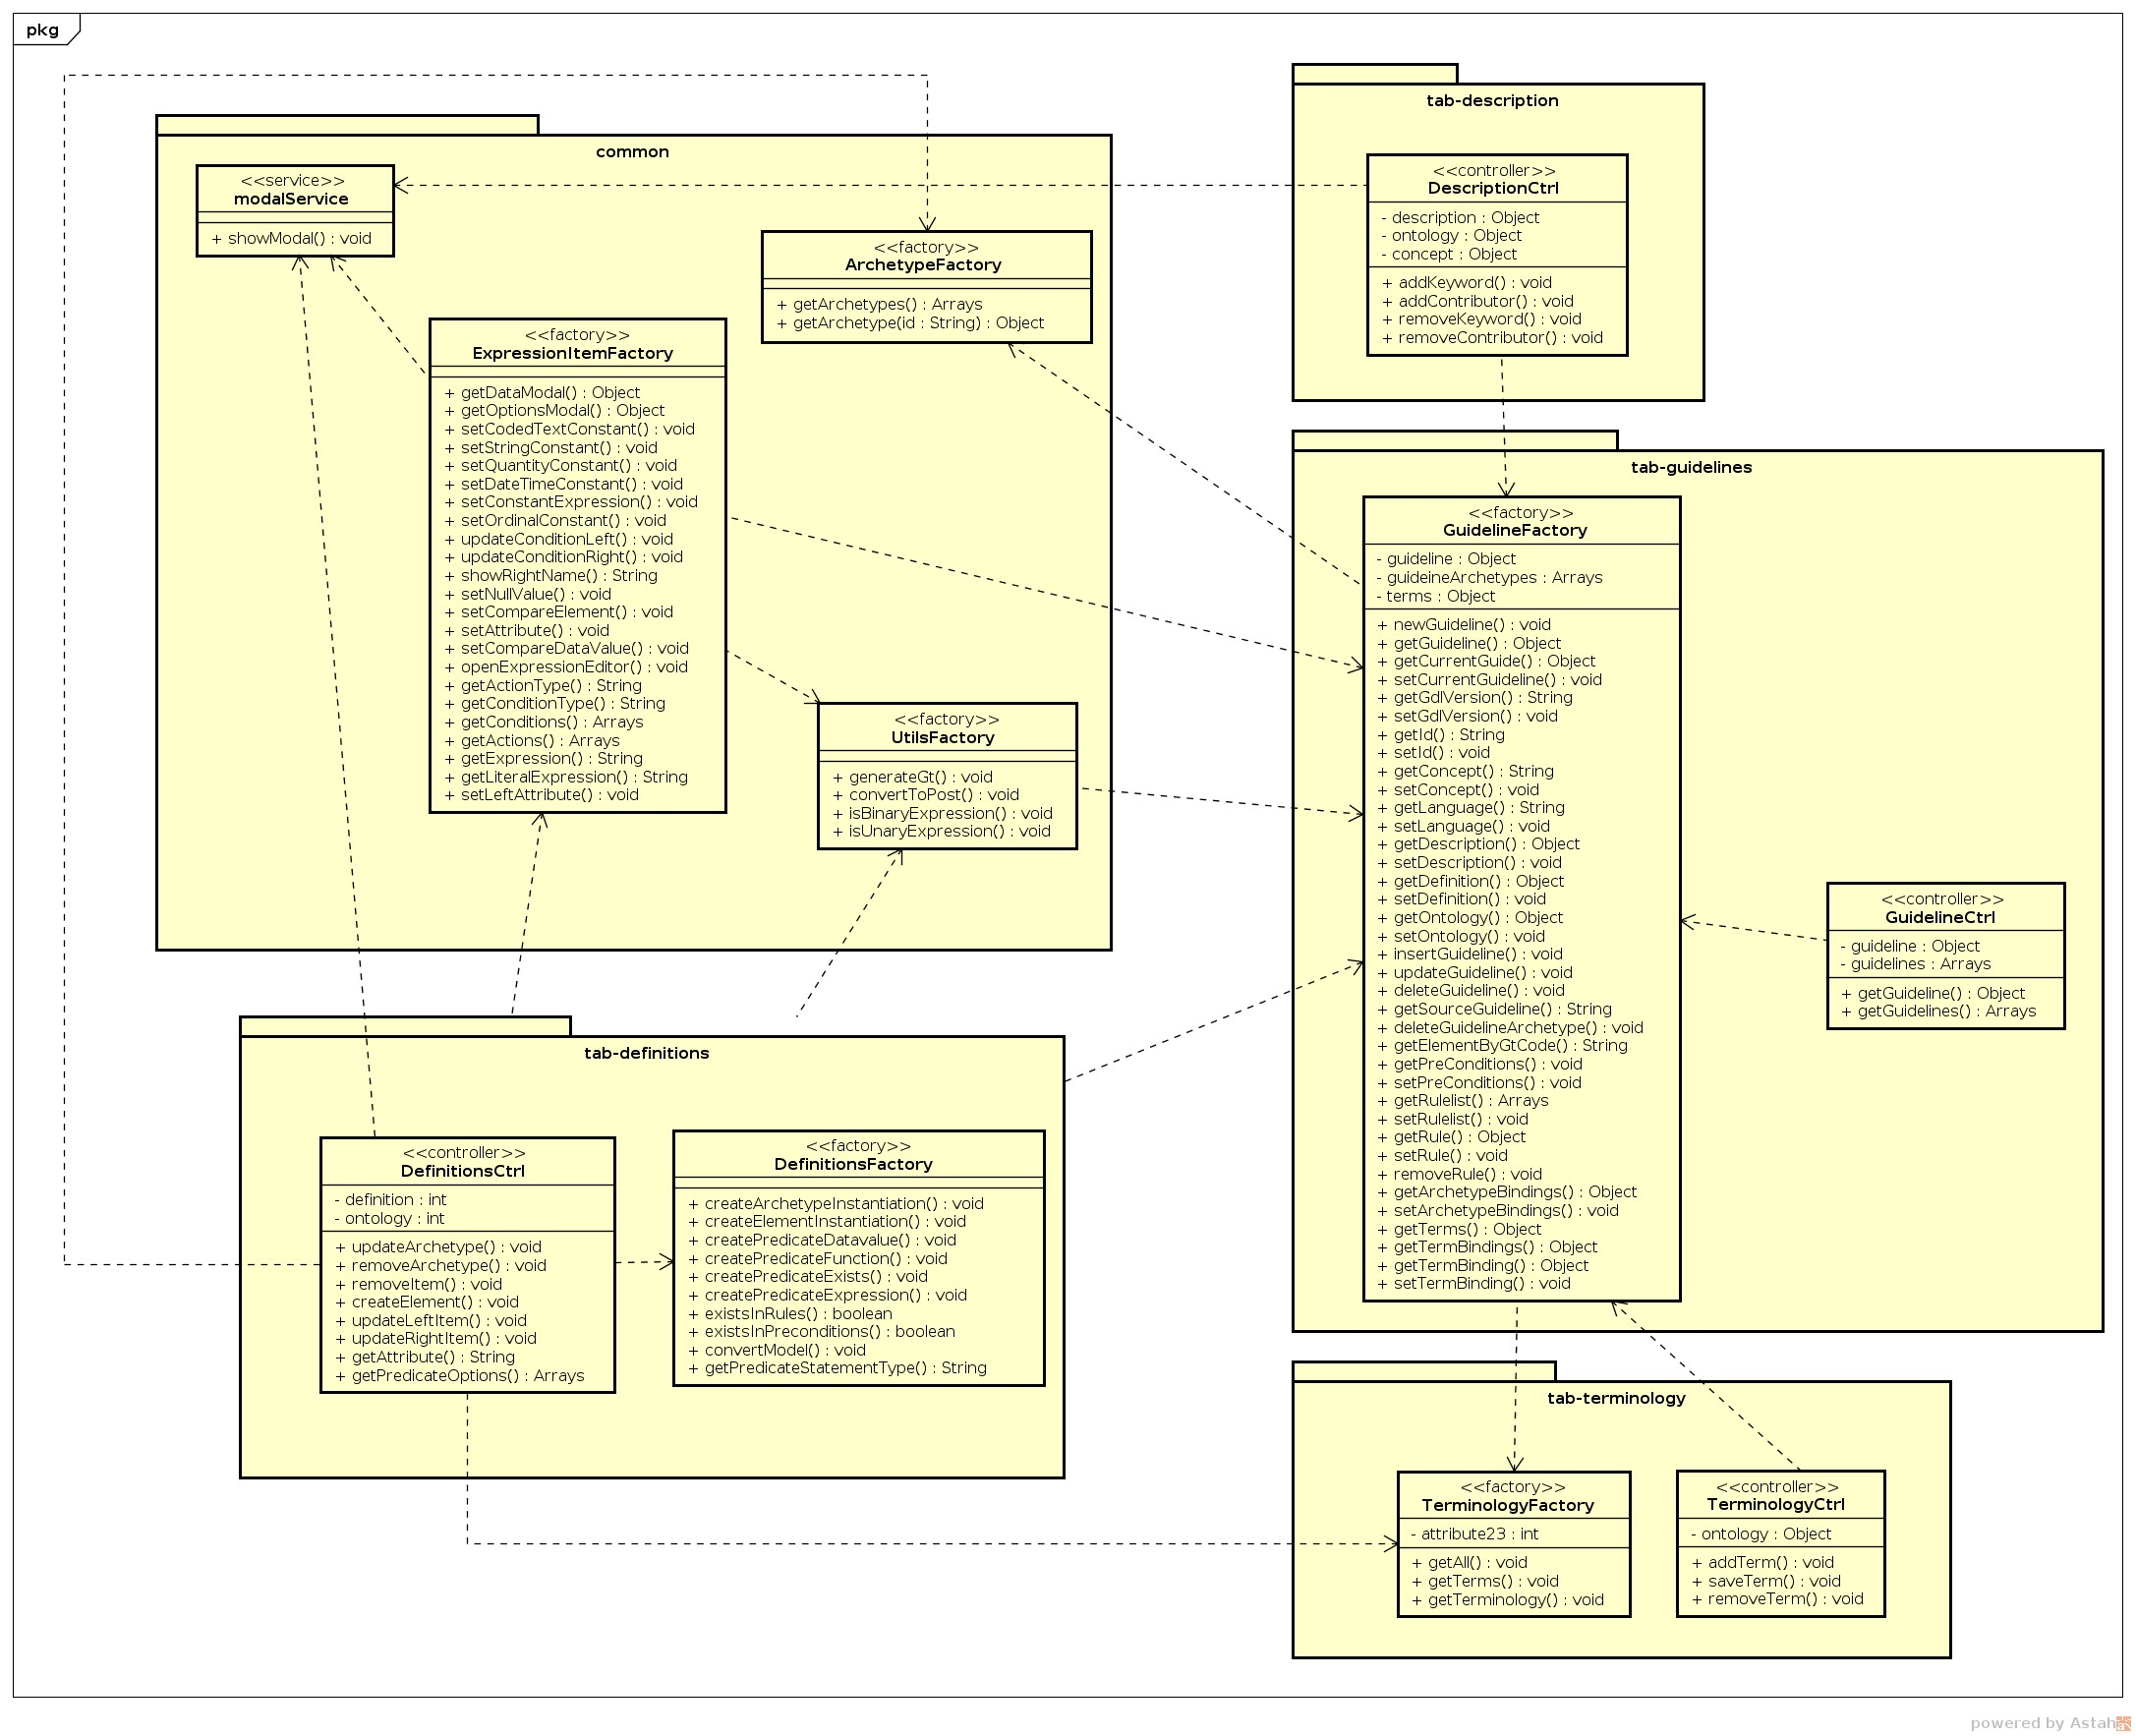 pkg
common
<<service>>
modalService
+ showModal() : void
<<factory>>
ArchetypeFactory
+ getArchetypes() : Arrays
+ getArchetype(id : String) : Object
<<factory>>
ExpressionItemFactory
+ getDataModal() : Object
+ getOptionsModal() : Object
+ setCodedTextConstant() : void
+ setStringConstant() : void
+ setQuantityConstant() : void
+ setDateTimeConstant() : void
+ setConstantExpression() : void
+ setOrdinalConstant() : void
+ updateConditionLeft() : void
+ updateConditionRight() : void
+ showRightName() : String
+ setNullValue() : void
+ setCompareElement() : void
+ setAttribute() : void
+ setCompareDataValue() : void
+ openExpressionEditor() : void
+ getActionType() : String
+ getConditionType() : String
+ getConditions() : Arrays
+ getActions() : Arrays
+ getExpression() : String
+ getLiteralExpression() : String
+ setLeftAttribute() : void
<<factory>>
UtilsFactory
+ generateGt() : void
+ convertToPost() : void
+ isBinaryExpression() : void
+ isUnaryExpression() : void
tab-description
<<controller>>
DescriptionCtrl
- description : Object
- ontology : Object
- concept : Object
+ addKeyword() : void
+ addContributor() : void
+ removeKeyword() : void
+ removeContributor() : void
tab-guidelines
<<factory>>
GuidelineFactory
- guideline : Object
- guideineArchetypes : Arrays
- terms : Object
+ newGuideline() : void
+ getGuideline() : Object
+ getCurrentGuide() : Object
+ setCurrentGuideline() : void
+ getGdlVersion() : String
+ setGdlVersion() : void
+ getId() : String
+ setId() : void
+ getConcept() : String
+ setConcept() : void
+ getLanguage() : String
+ setLanguage() : void
+ getDescription() : Object
+ setDescription() : void
+ getDefinition() : Object
+ setDefinition() : void
+ getOntology() : Object
+ setOntology() : void
+ insertGuideline() : void
+ updateGuideline() : void
+ deleteGuideline() : void
+ getSourceGuideline() : String
+ deleteGuidelineArchetype() : void
+ getElementByGtCode() : String
+ getPreConditions() : void
+ setPreConditions() : void
+ getRulelist() : Arrays
+ setRulelist() : void
+ getRule() : Object
+ setRule() : void
+ removeRule() : void
+ getArchetypeBindings() : Object
+ setArchetypeBindings() : void
+ getTerms() : Object
+ getTermBindings() : Object
+ getTermBinding() : Object
+ setTermBinding() : void
<<controller>>
GuidelineCtrl
- guideline : Object
- guidelines : Arrays
+ getGuideline() : Object
+ getGuidelines() : Arrays
tab-definitions
<<controller>>
DefinitionsCtrl
- definition : int
- ontology : int
+ updateArchetype() : void
+ removeArchetype() : void
+ removeItem() : void
+ createElement() : void
+ updateLeftItem() : void
+ updateRightItem() : void
+ getAttribute() : String
+ getPredicateOptions() : Arrays
<<factory>>
DefinitionsFactory
+ createArchetypeInstantiation() : void
+ createElementInstantiation() : void
+ createPredicateDatavalue() : void
+ createPredicateFunction() : void
+ createPredicateExists() : void
+ createPredicateExpression() : void
+ existsInRules() : boolean
+ existsInPreconditions() : boolean
+ convertModel() : void
+ getPredicateStatementType() : String
tab-terminology
<<factory>>
TerminologyFactory
- attribute23 : int
+ getAll() : void
+ getTerms() : void
+ getTerminology() : void
<<controller>>
TerminologyCtrl
- ontology : Object
+ addTerm() : void
+ saveTerm() : void
+ removeTerm() : void
powered by Astah